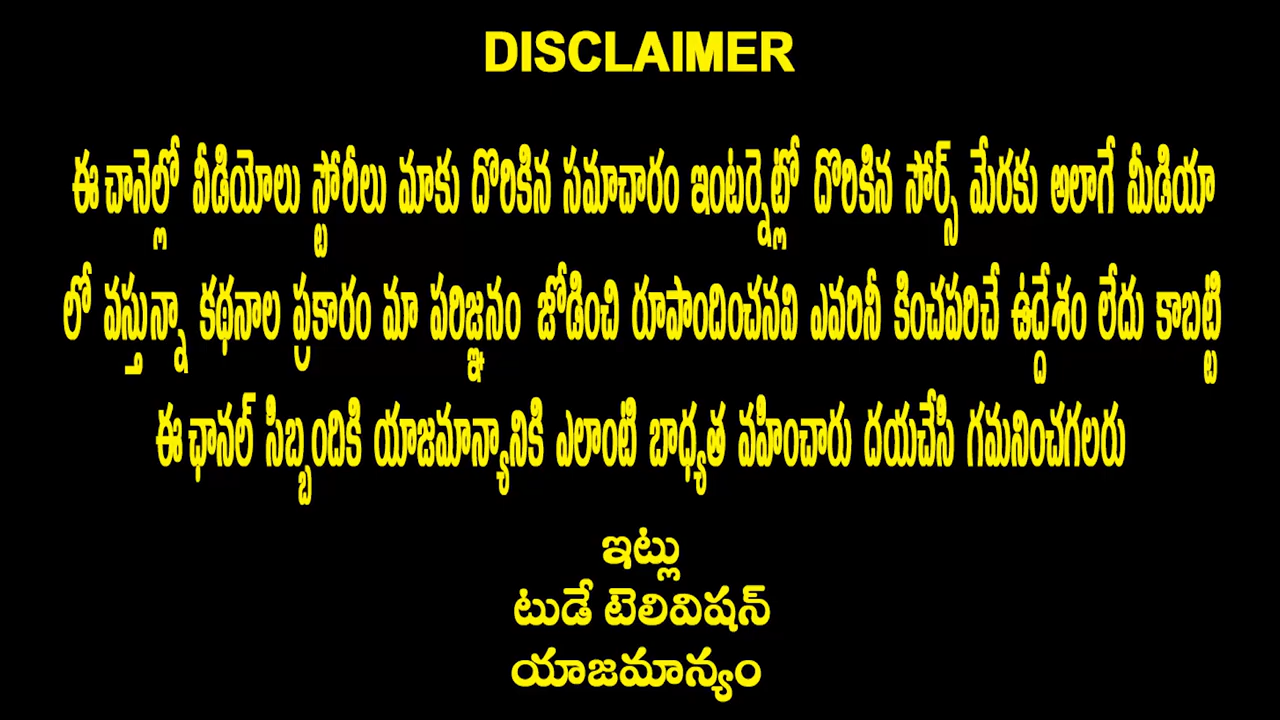 DISCLAIMER
ఈ చానెల్లో వీడియోలు స్టోరీలు మాకు దొరికిన సమాచారం ఇంటర్నెట్లో దొరికిన సోర్స్ మేరకు అలాగే మీడియా
లో వస్తున్నా కథనాల ప్రకారం మా పరిజ్ఞనం జోడించి రూపొందించనవి ఎవరినీ కించపరిచే ఉద్దేశం లేదు కాబట్టి
ఈ ఛానల్ సిబ్బందికి యాజమాన్యానికి ఎలాంటి బాధ్యత వహించారు దయచేసి గమనించగలరు
ఇట్లు
టుడే టెలివిషన్
యాజమాన్యం